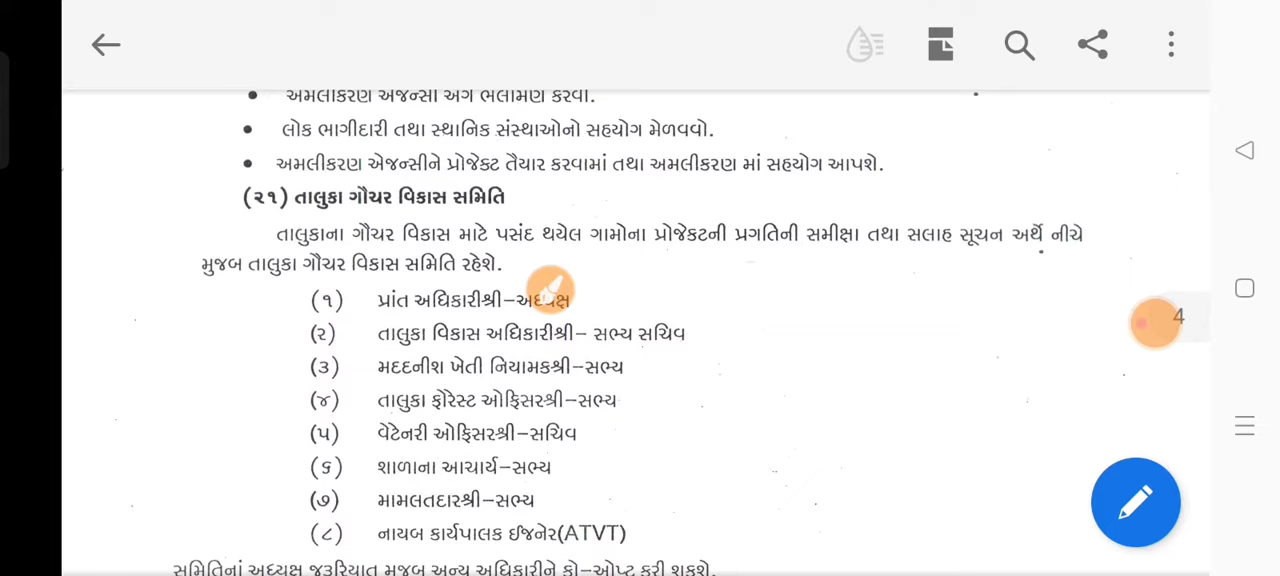 • અમલીકરણ એજન્સી અંગે ભલામણ કરવી.
• લોક ભાગીદારી તથા સ્થાનિક સંસ્થાઓનો સહયોગ મેળવવો.
• અમલીકરણ એજન્સીને પ્રોજેક્ટ તૈયાર કરવામાં તથા અમલીકરણ માં સહયોગ આપશે.
(૨૧) તાલુકા ગૌચર વિકાસ સમિતિ
તાલુકાના ગૌચર વિકાસ માટે પસંદ થયેલ ગામોના પ્રોજેકટની પ્રગતિની સમીક્ષા તથા સલાહ સૂચન અર્થે નીચે
મુજબ તાલુકા ગૌચર વિકાસ સમિતિ રહેશે.
(૧) પ્રાંત અધિકારીશ્રી–અધ્યક્ષ
(૨) તાલુકા વિકાસ અધિકારીશ્રી– સભ્ય સચિવ
(૩) મદદનીશ ખેતી નિયામકશ્રી–સભ્ય
(૪) તાલુકા ફોરેસ્ટ ઓફિસરશ્રી–સભ્ય
(૫) વેટેનરી ઓફિસરશ્રી–સચિવ
(૬) શાળાના આચાર્ય–સભ્ય
(૭) મામલતદારશ્રી–સભ્ય
(૮) નાયબ કાર્યપાલક ઈજનેર(ATVT)
સમિતિનાં અધ્યક્ષ જરૂરિયાત મુજબ અન્ય અધિકારીને કો–ઓપ્ટ કરી શકશે.
4